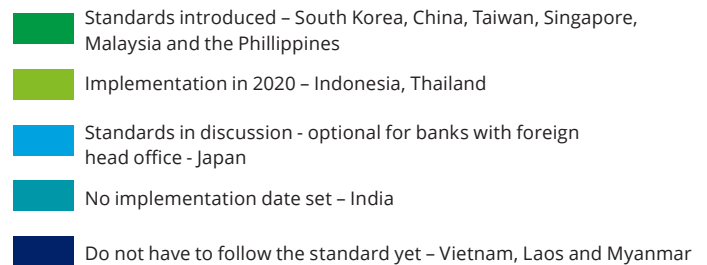 Standards introduced – South Korea, China, Taiwan, Singapore,
Malaysia and the Phillippines
Implementation in 2020 – Indonesia, Thailand
Standards in discussion - optional for banks with foreign
head office - Japan
No implementation date set – India
Do not have to follow the standard yet – Vietnam, Laos and Myanmar